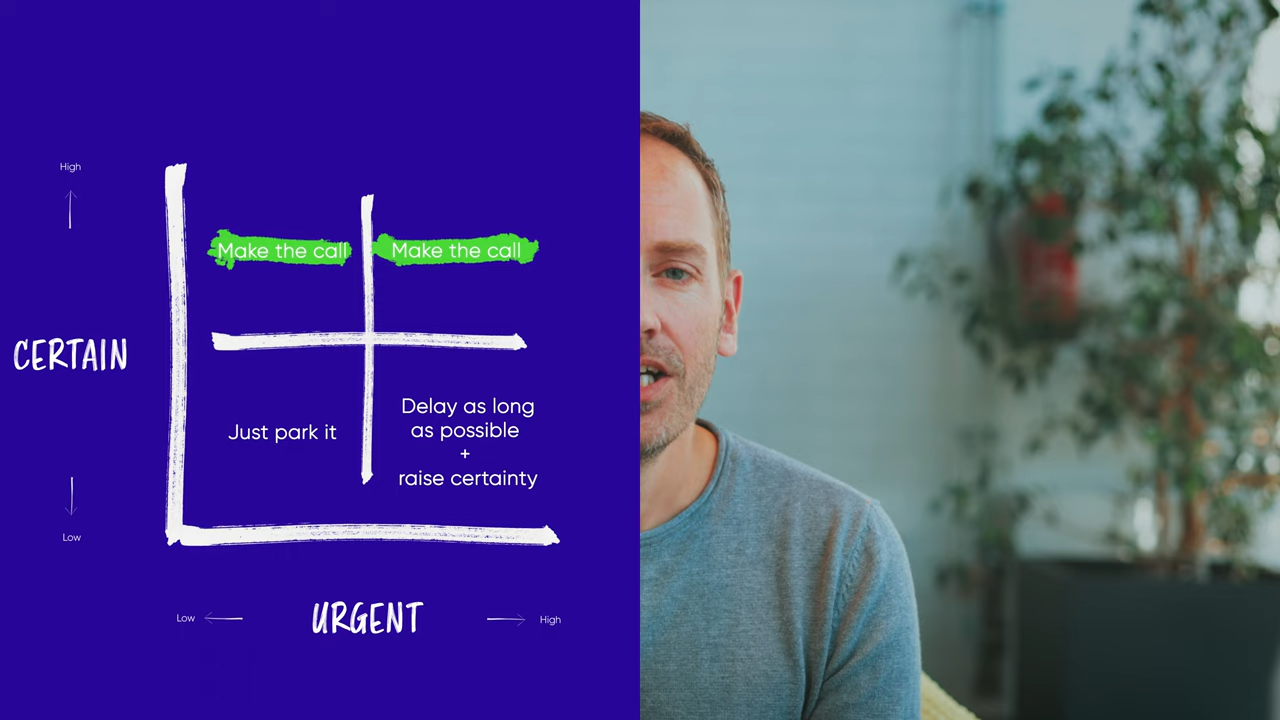 High
Make the call
Make the call
CERTAIN
Just park it
Delay as long
as possible
+
raise certainty
Low
Low
URGENT
High